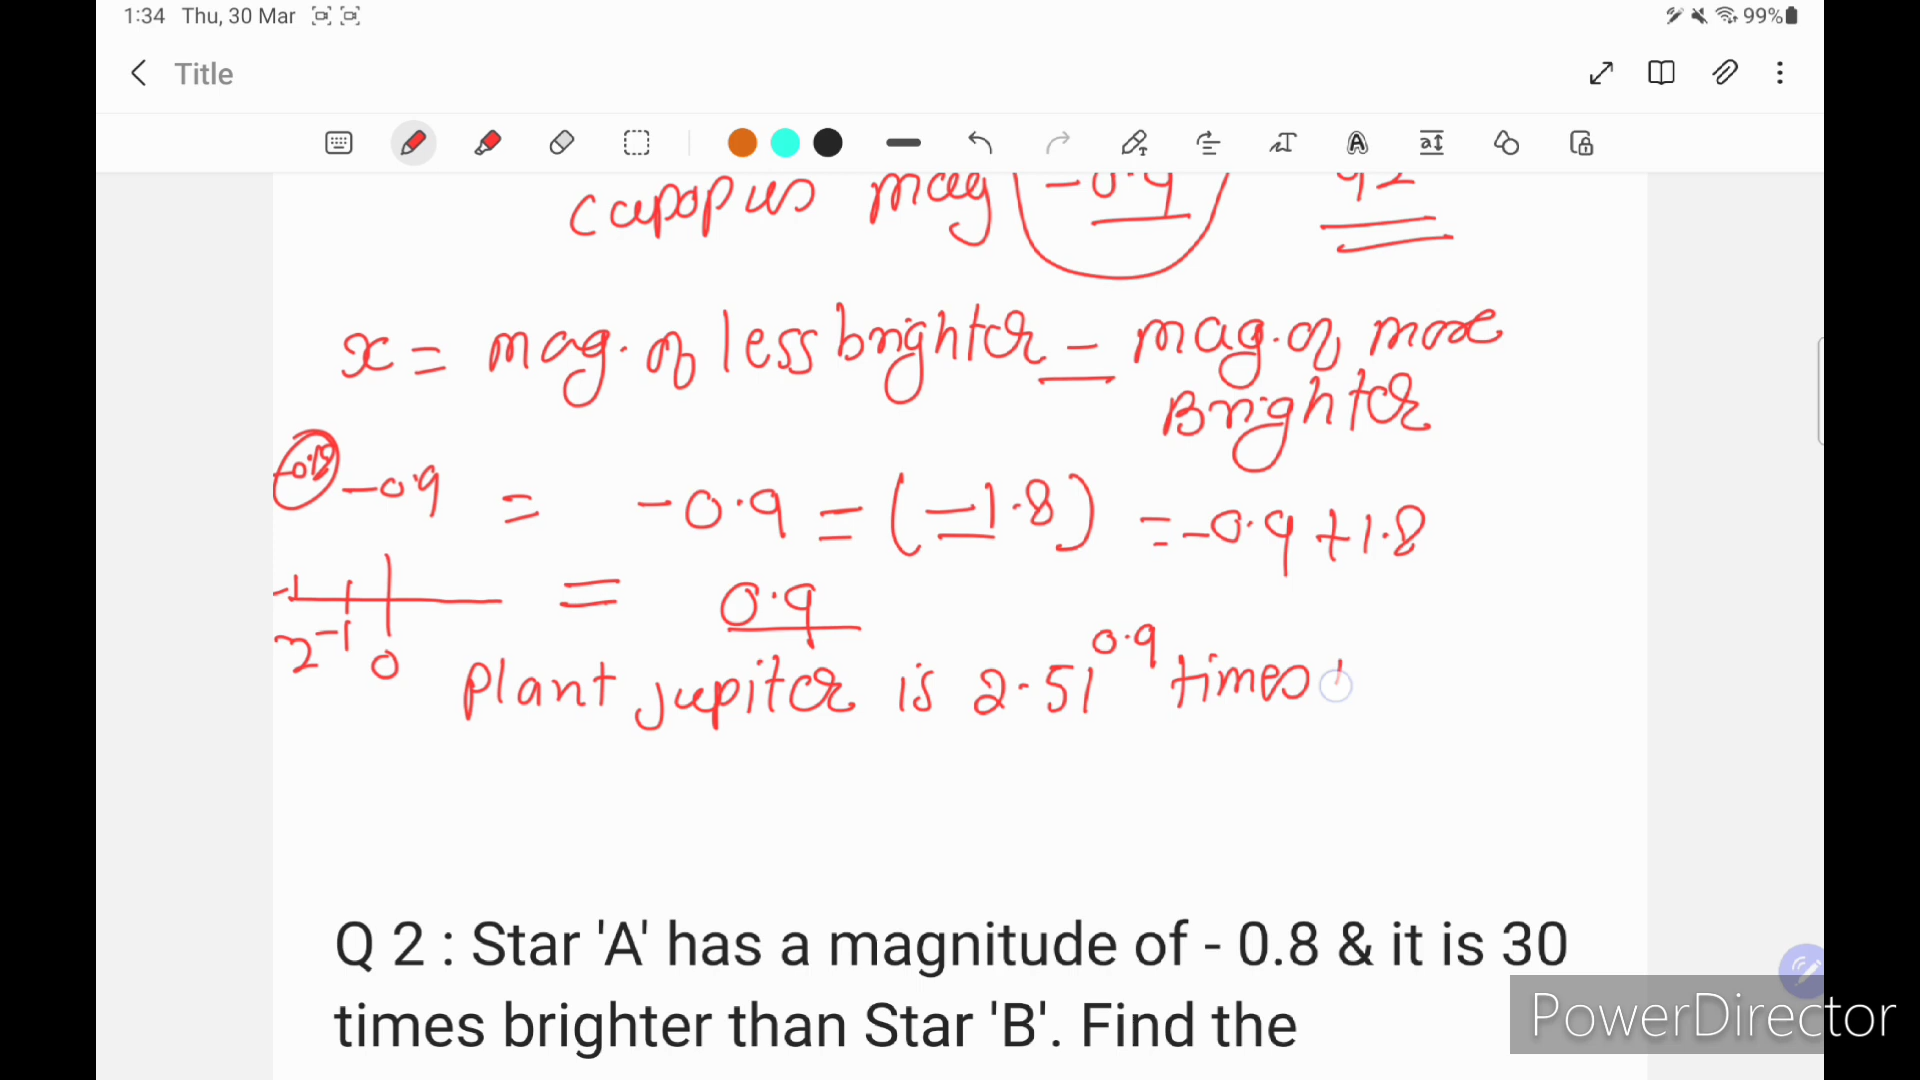 1:34 Thu, 30 Mar 99%
Title
capopus mag -0.9 92
x = mag. of less brighter - mag. of more
Brighter
-0.9 = -0.9 = (-1.8) = -0.9 + 1.8
-1 = 0.9
2 -1 0
plant jupiter is 2.51^0.9 times
Q 2 : Star 'A' has a magnitude of - 0.8 & it is 30
times brighter than Star 'B'. Find the
PowerDirector